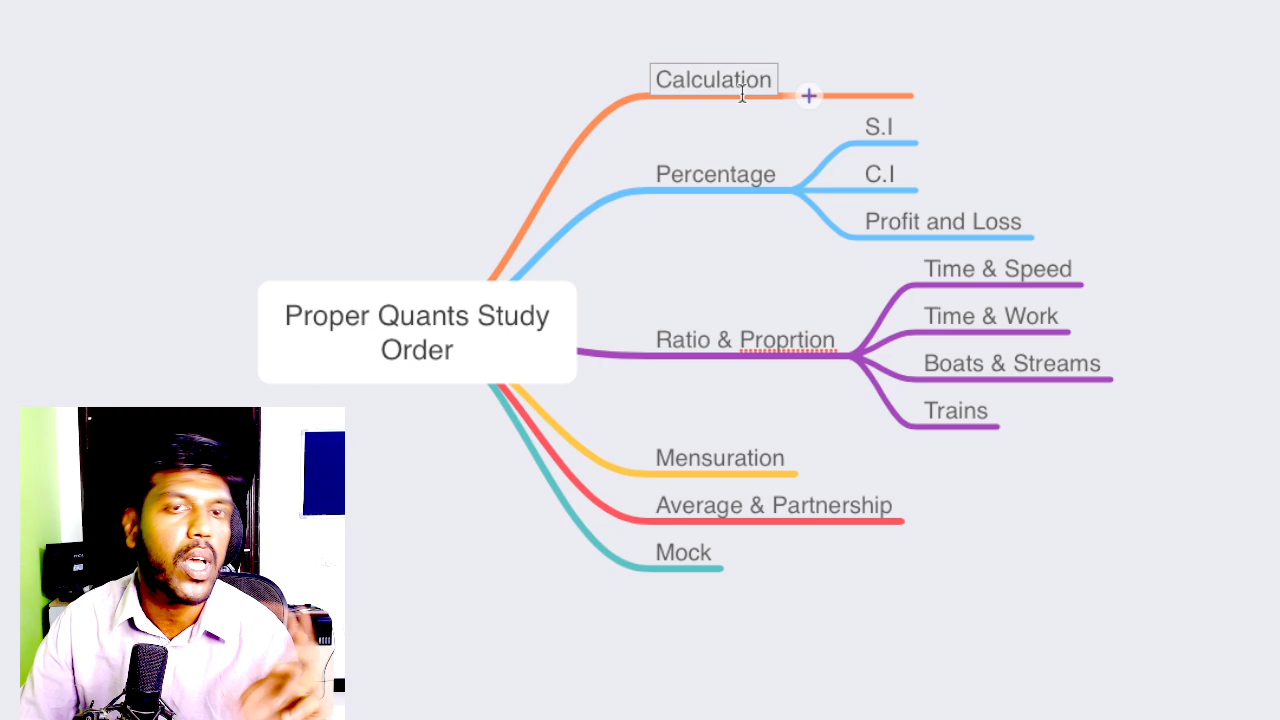 Calculation
S.I
Percentage
C.I
Profit and Loss
Time & Speed
Proper Quants Study
Order
Time & Work
Ratio & Proprtion
Boats & Streams
Trains
Mensuration
Average & Partnership
Mock